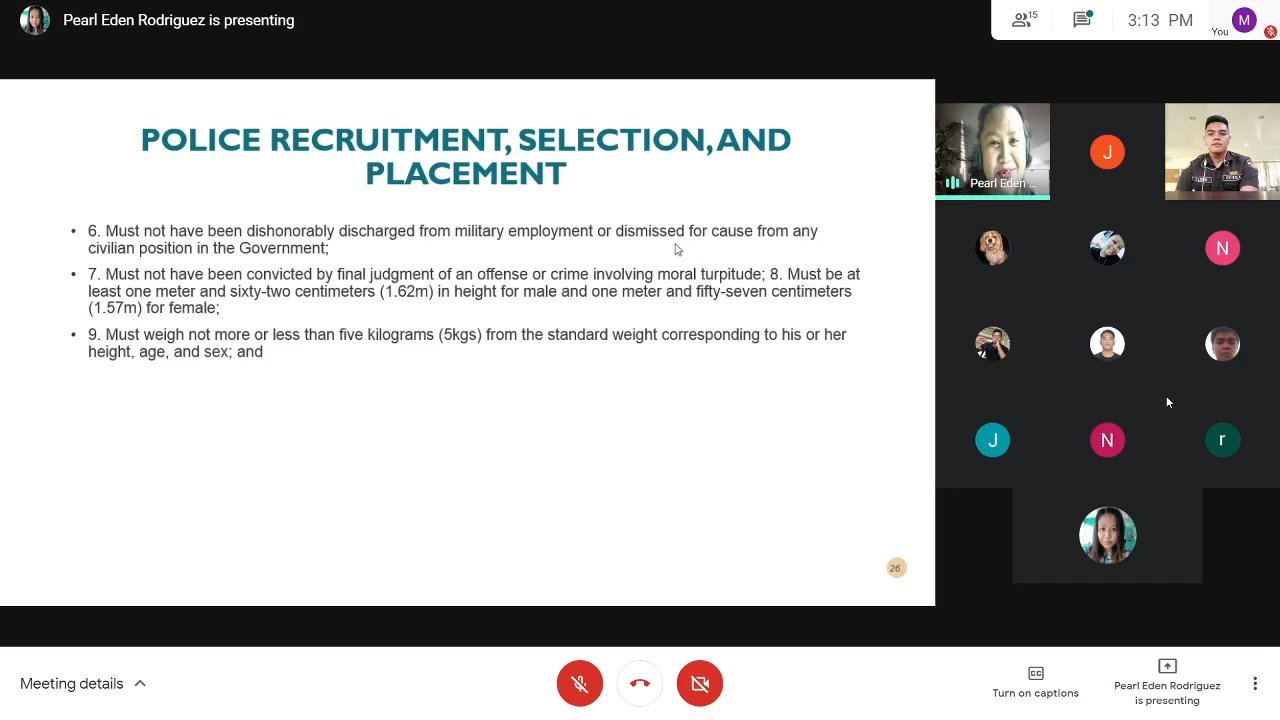 Pearl Eden Rodriguez is presenting
15
3:13 PM
You
M
POLICE RECRUITMENT, SELECTION, AND
PLACEMENT
• 6. Must not have been dishonorably discharged from military employment or dismissed for cause from any
civilian position in the Government;
• 7. Must not have been convicted by final judgment of an offense or crime involving moral turpitude; 8. Must be at
least one meter and sixty-two centimeters (1.62m) in height for male and one meter and fifty-seven centimeters
(1.57m) for female;
• 9. Must weigh not more or less than five kilograms (5kgs) from the standard weight corresponding to his or her
height, age, and sex; and
26
Pearl Eden ...
J
N
J
N
r
Meeting details
CC
Turn on captions
Pearl Eden Rodriguez
is presenting